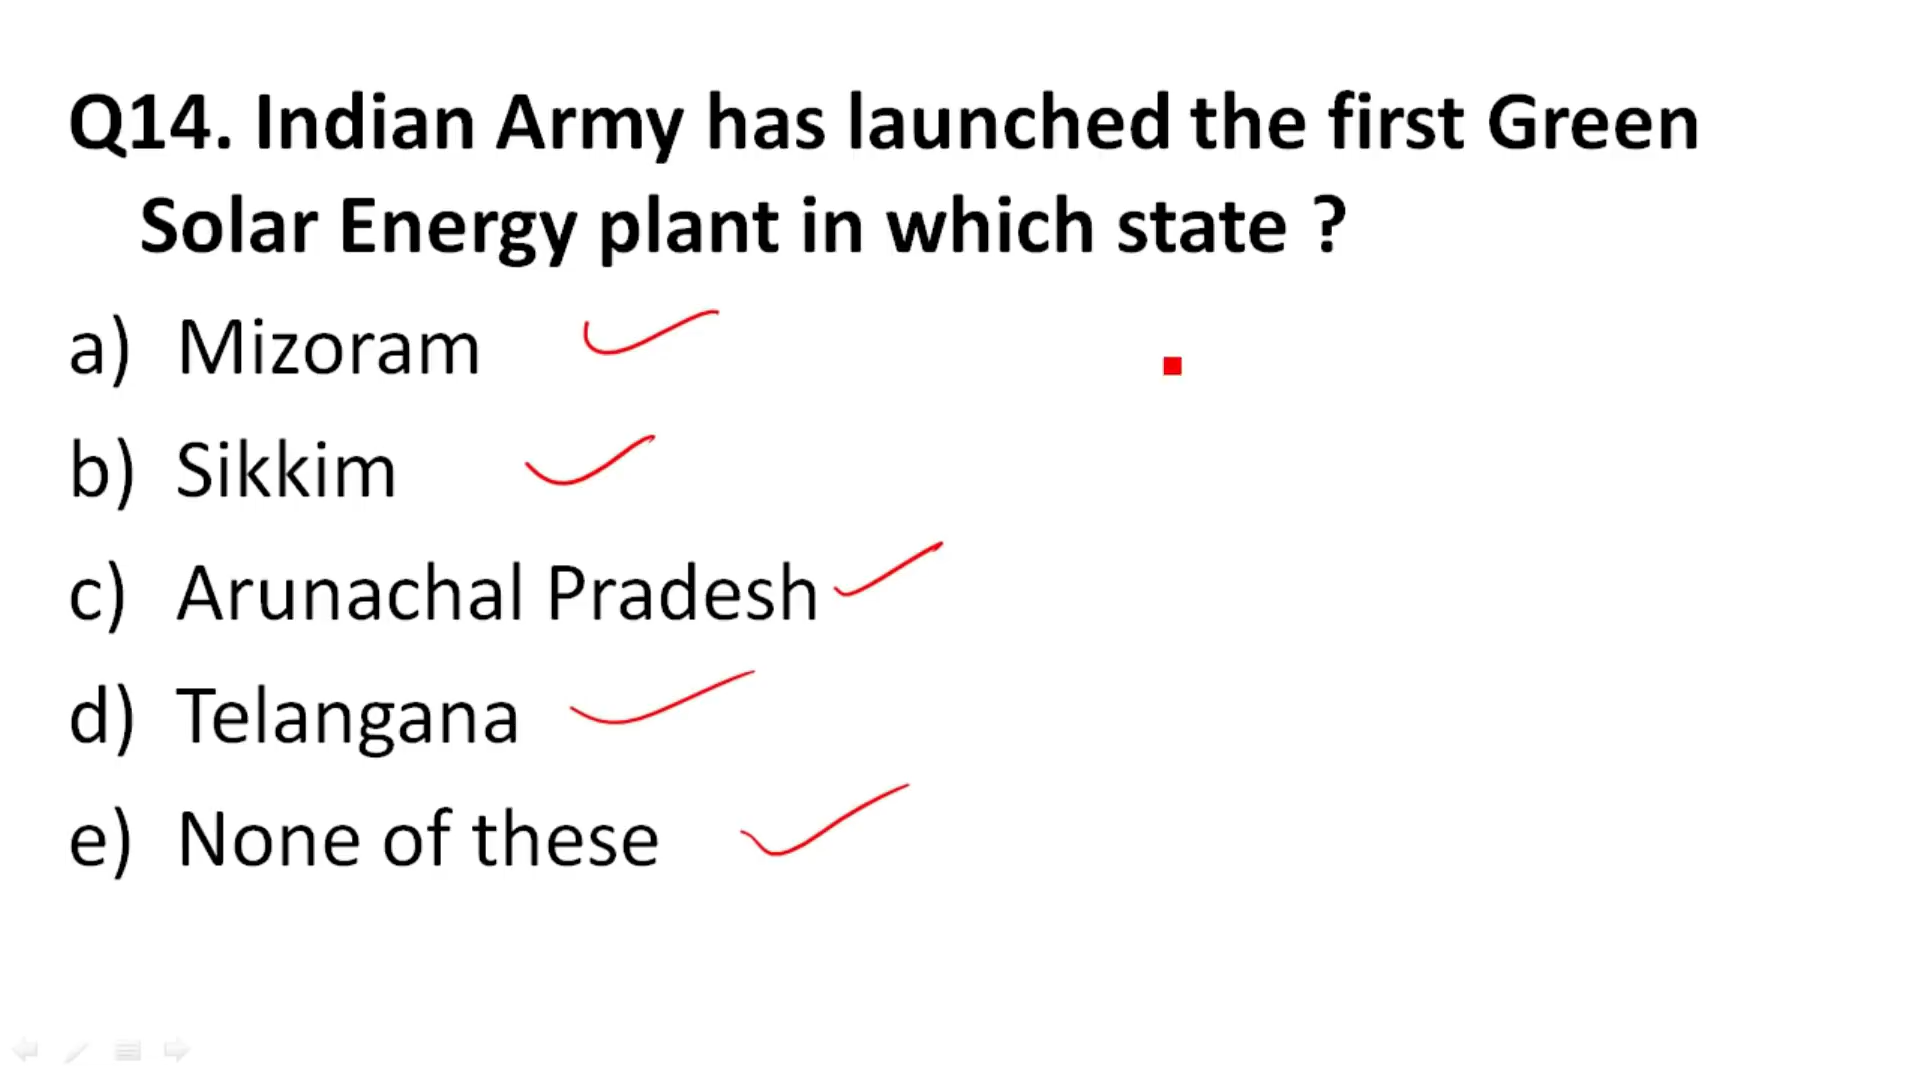 Q14. Indian Army has launched the first Green
Solar Energy plant in which state ?
a) Mizoram
b) Sikkim
c) Arunachal Pradesh
d) Telangana
e) None of these